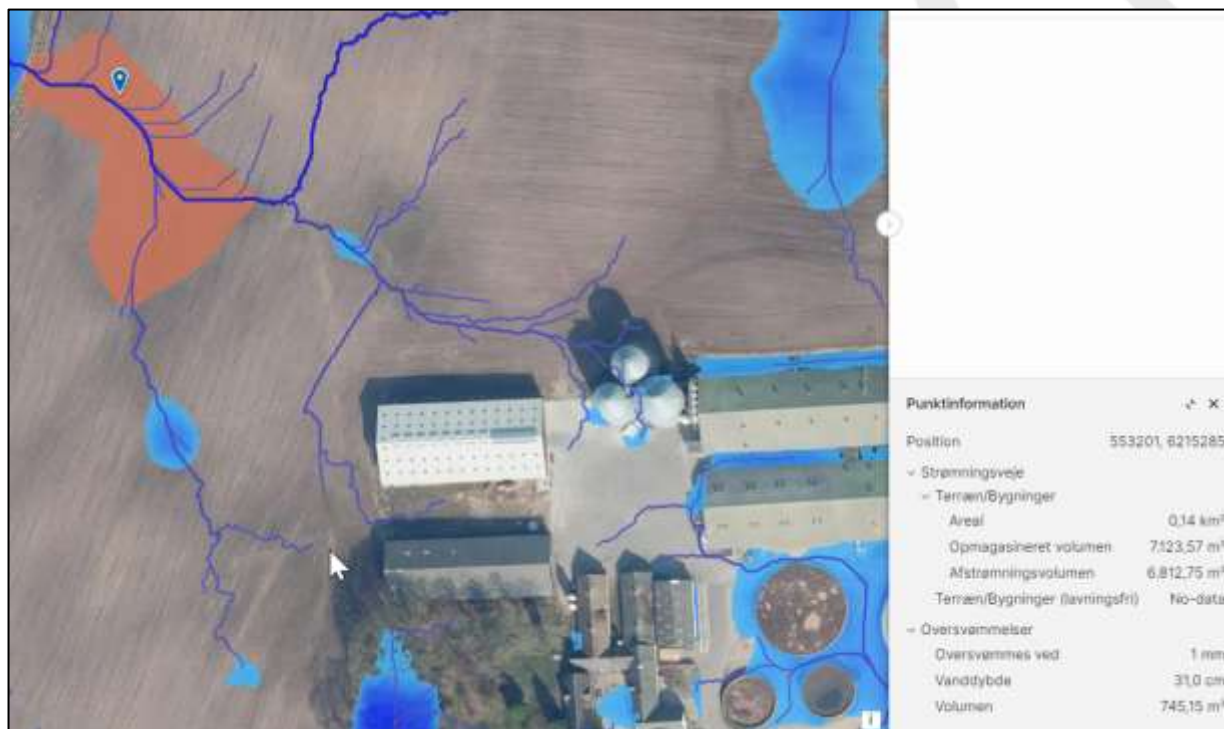 Punktinformation
Position 553201, 6215285
Strømningsveje
Terræn/Bygninger
Areal 0,14 km²
Opmagasineret volumen 7.123,57 m³
Afstrømningsvolumen 6.812,75 m³
Terræn/Bygninger (lavningsfri) No-data
Oversvømmelser
Oversvømmes ved 1 mm
Vanddybde 31,0 cm
Volumen 745,15 m³